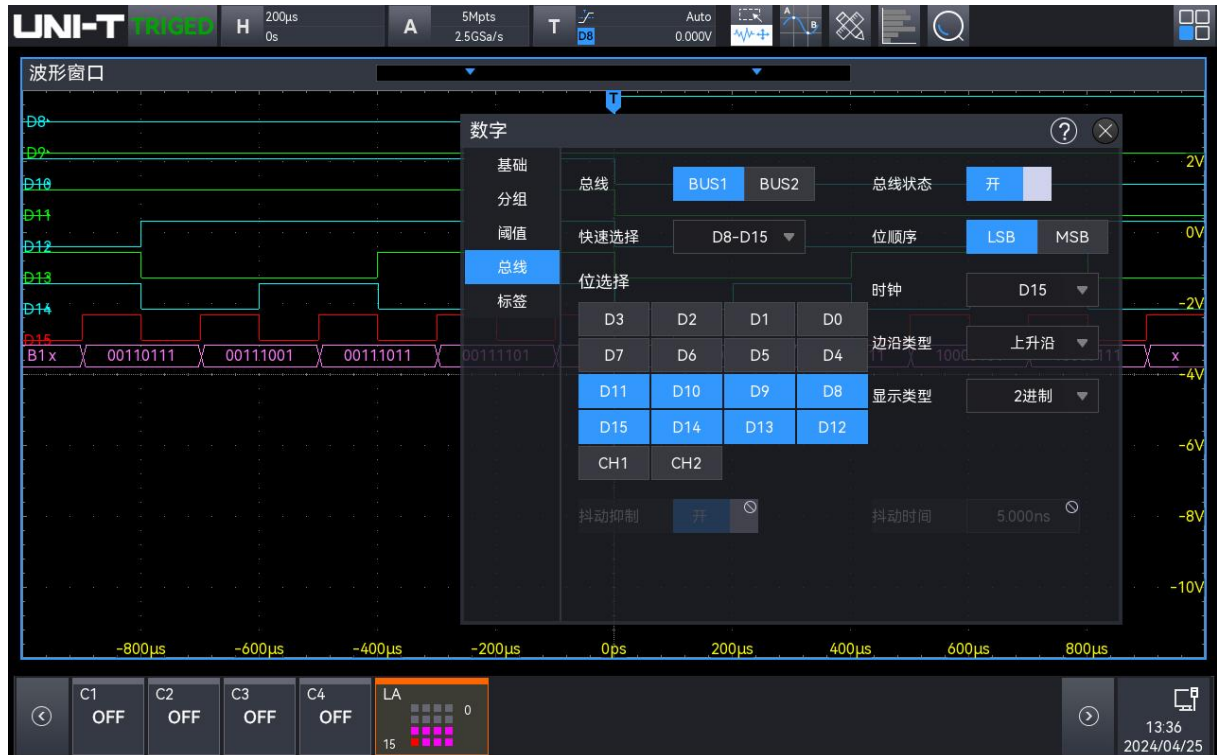 UNI-T TRIGED H 200μs 0s A 5Mpts 2.5GSa/s T D8 Auto 0.000V A B
波形窗口
T
D8
D9
D10
D11
D12
D13
D14
D15
B1 x 00110111 00111001 00111011 00111101 x
2V
0V
-2V
-4V
-6V
-8V
-10V
数字 ?
基础
分组
阈值
总线
标签
总线 BUS1 BUS2 总线状态 开
快速选择 D8-D15 位顺序 LSB MSB
位选择
时钟 D15
D3 D2 D1 D0
边沿类型 上升沿
D7 D6 D5 D4
显示类型 2进制
D11 D10 D9 D8
D15 D14 D13 D12
CH1 CH2
抖动抑制 开 抖动时间 5.000ns
-800μs -600μs -400μs -200μs 0ps 200μs 400μs 600μs 800μs
C1 OFF
C2 OFF
C3 OFF
C4 OFF
LA 0 15
13:36
2024/04/25